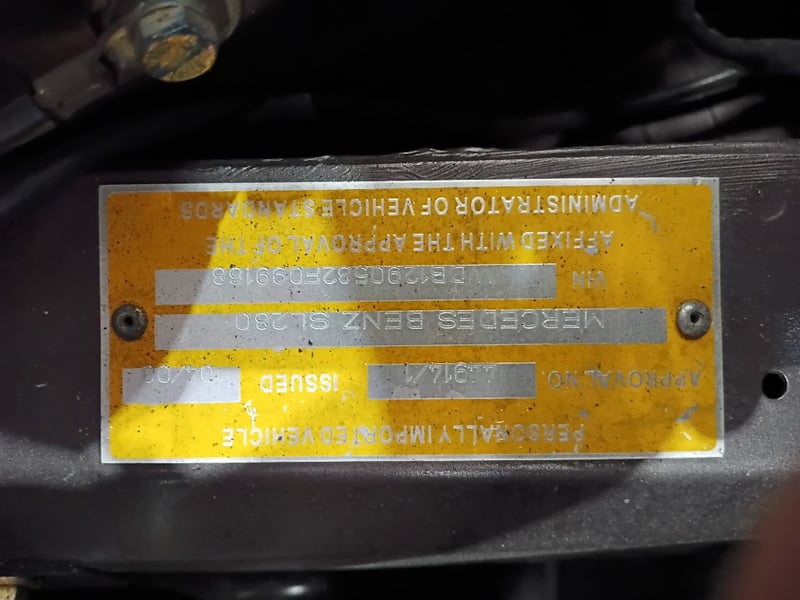 PERSONALLY IMPORTED VEHICLE
APPROVAL NO. ISSUED
MERCEDES BENZ SL280
VIN WDB1290582F099168
AFFIXED WITH THE APPROVAL OF THE
ADMINISTRATOR OF VEHICLE STANDARDS